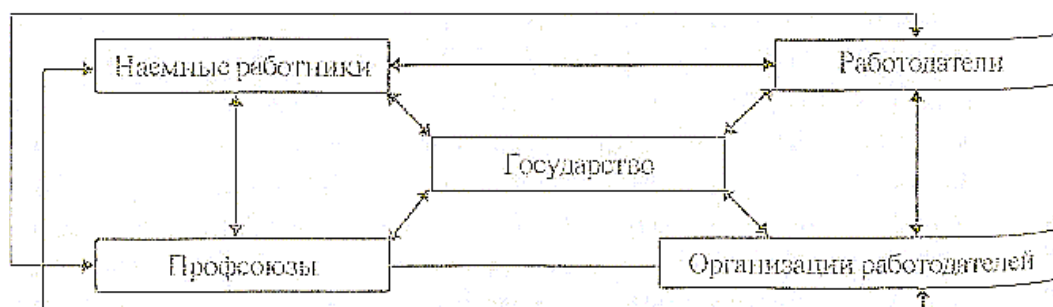 Наемные работники
Работодатели
Государство
Профсоюзы
Организации работодателей